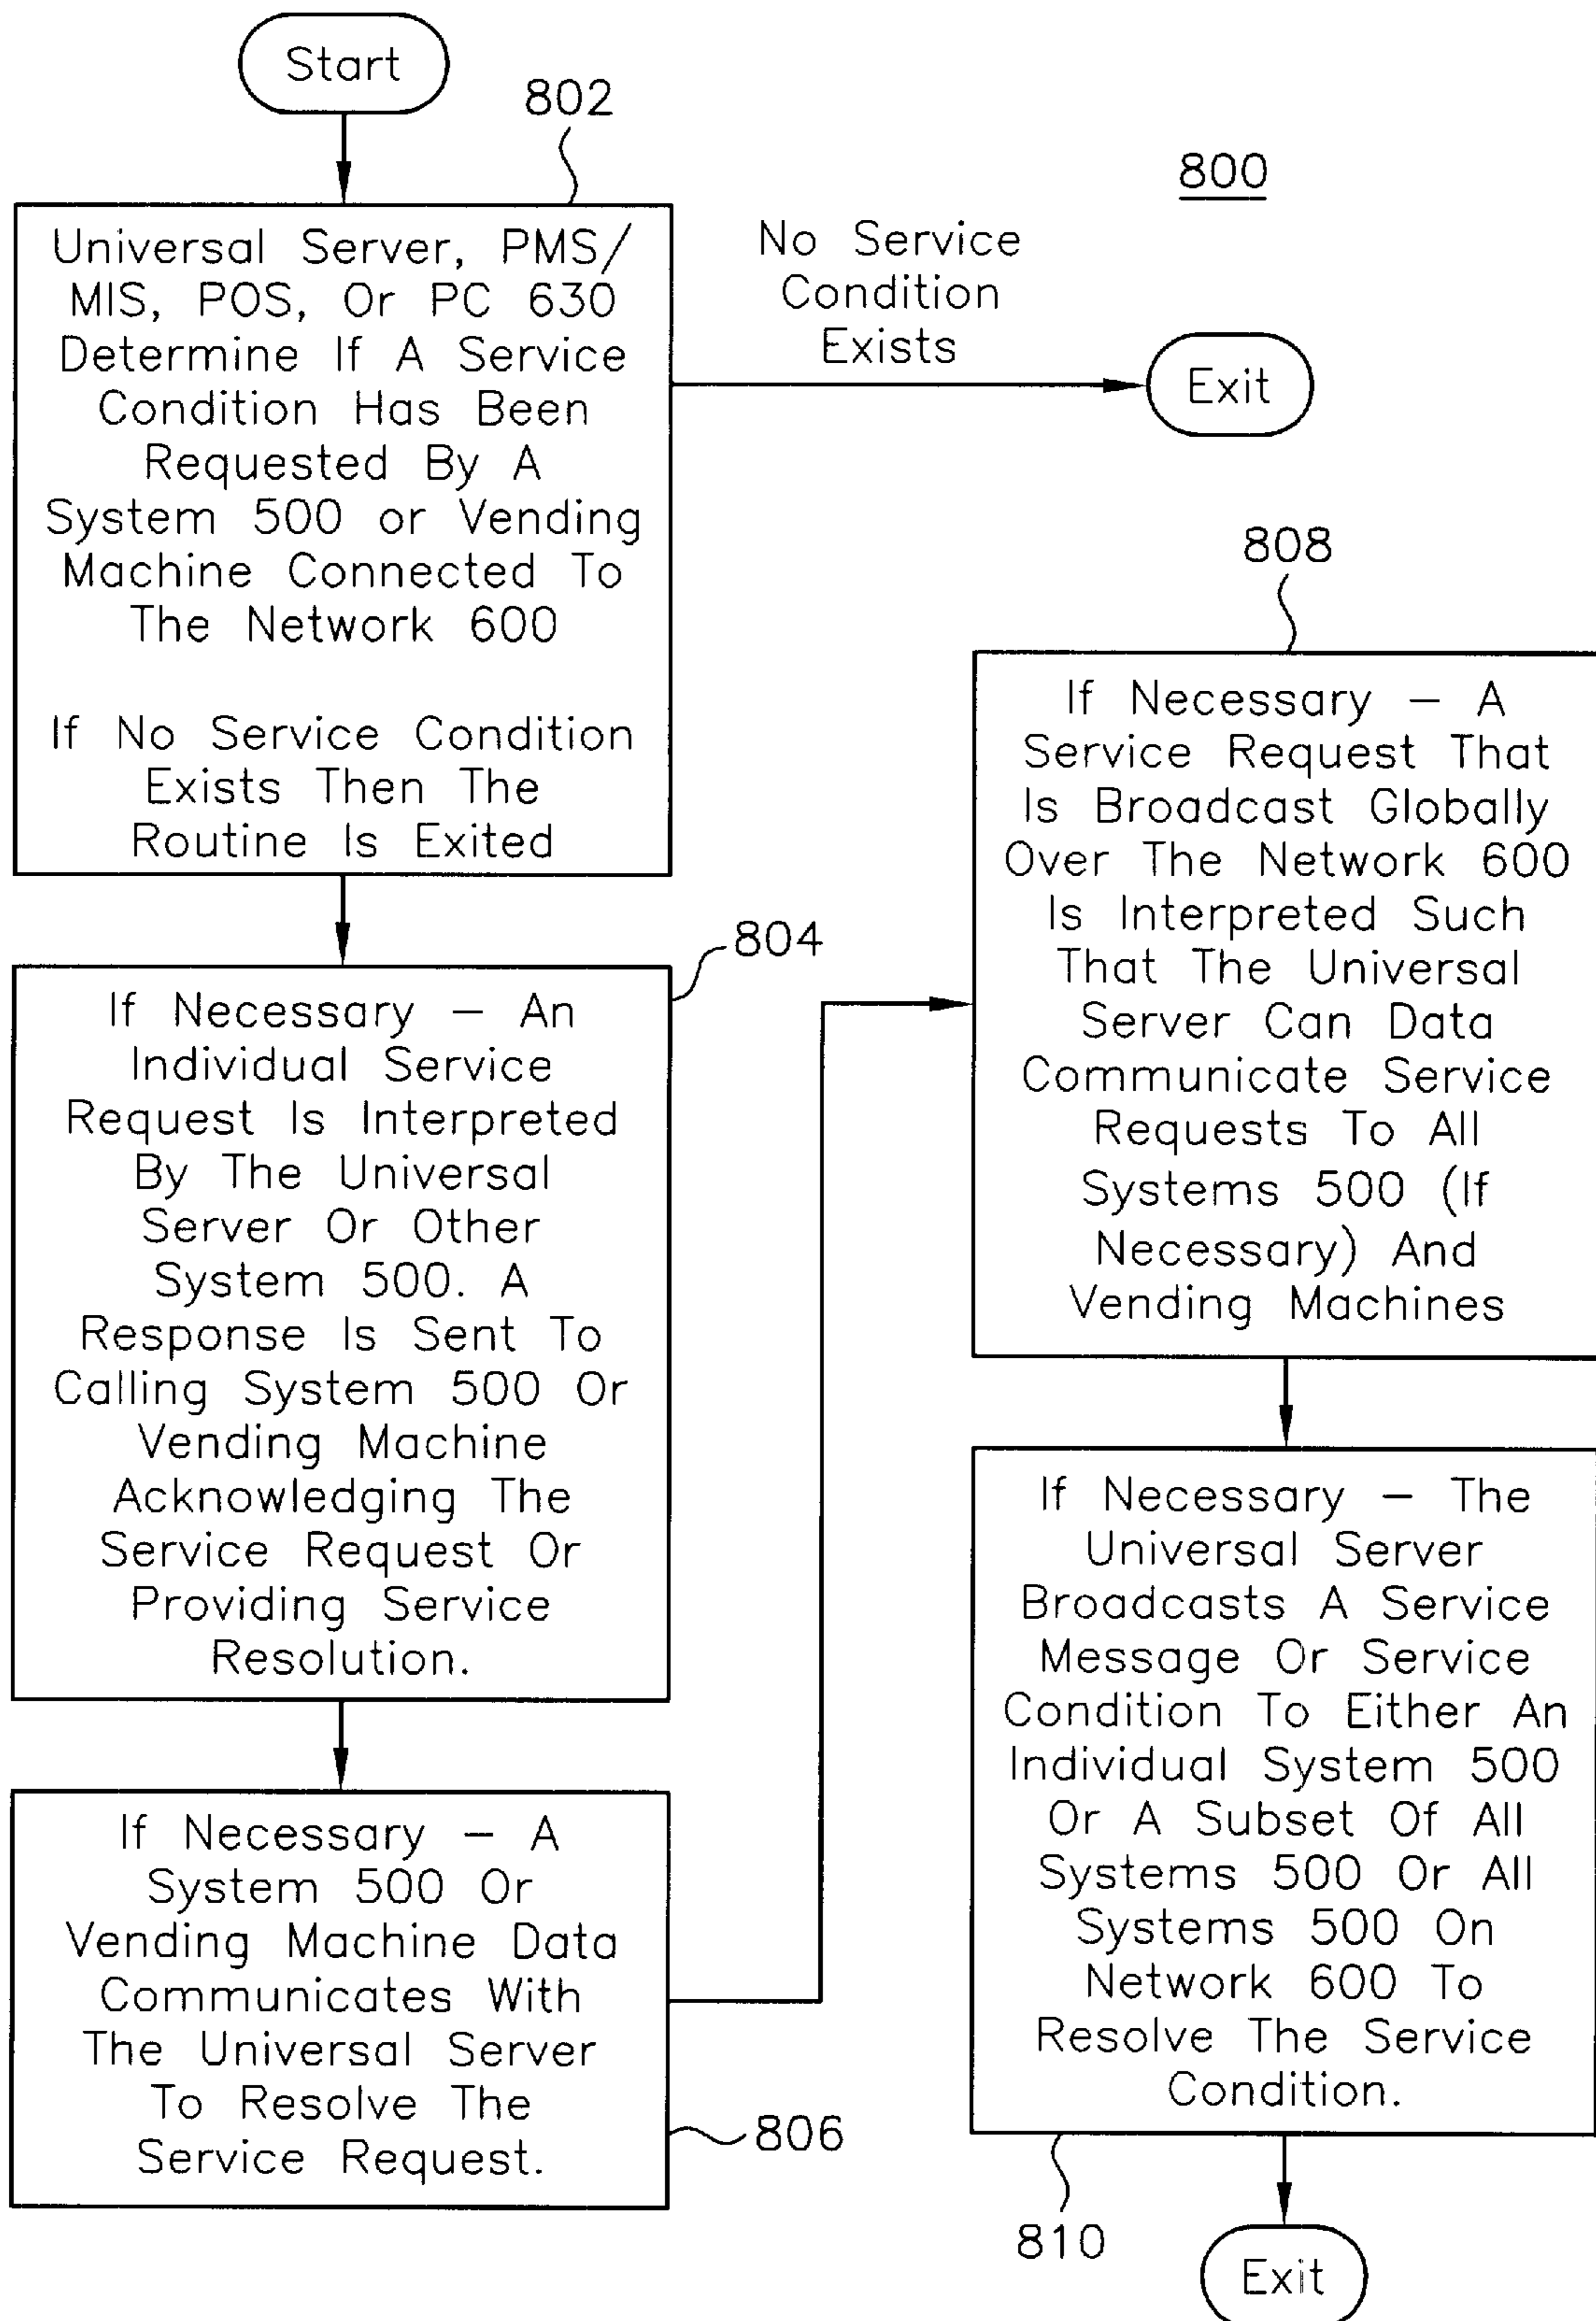 Start
802
800
Universal Server, PMS/
MIS, POS, Or PC 630
Determine If A Service
Condition Has Been
Requested By A
System 500 or Vending
Machine Connected To
The Network 600
If No Service Condition
Exists Then The
Routine Is Exited
No Service
Condition
Exists
Exit
804
If Necessary – An
Individual Service
Request Is Interpreted
By The Universal
Server Or Other
System 500. A
Response Is Sent To
Calling System 500 Or
Vending Machine
Acknowledging The
Service Request Or
Providing Service
Resolution.
If Necessary – A
System 500 Or
Vending Machine Data
Communicates With
The Universal Server
To Resolve The
Service Request.
806
808
If Necessary – A
Service Request That
Is Broadcast Globally
Over The Network 600
Is Interpreted Such
That The Universal
Server Can Data
Communicate Service
Requests To All
Systems 500 (If
Necessary) And
Vending Machines
If Necessary – The
Universal Server
Broadcasts A Service
Message Or Service
Condition To Either An
Individual System 500
Or A Subset Of All
Systems 500 Or All
Systems 500 On
Network 600 To
Resolve The Service
Condition.
810
Exit